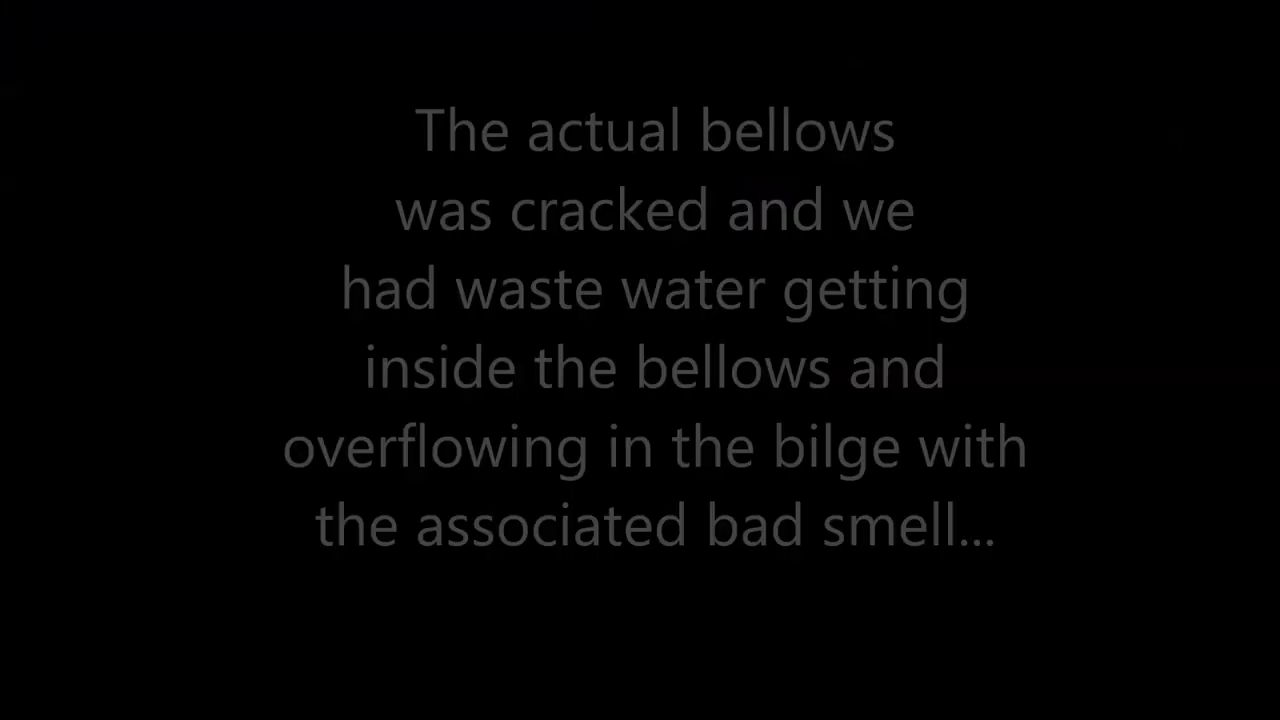 The actual bellows
was cracked and we
had waste water getting
inside the bellows and
overflowing in the bilge with
the associated bad smell...